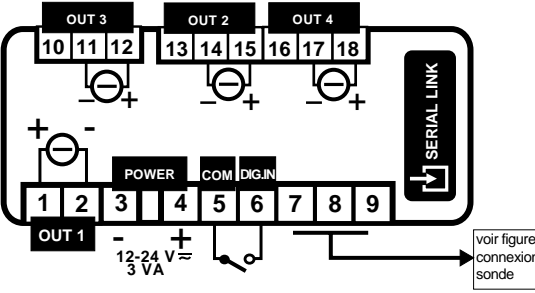 OUT 3 OUT 2 OUT 4
10 11 12 13 14 15 16 17 18
− + − + − +
SERIAL LINK
+ -
POWER COM DIG.IN
1 2 3 4 5 6 7 8 9
OUT 1
- +
12-24 V ≂
3 VA
voir figure
connexion
sonde